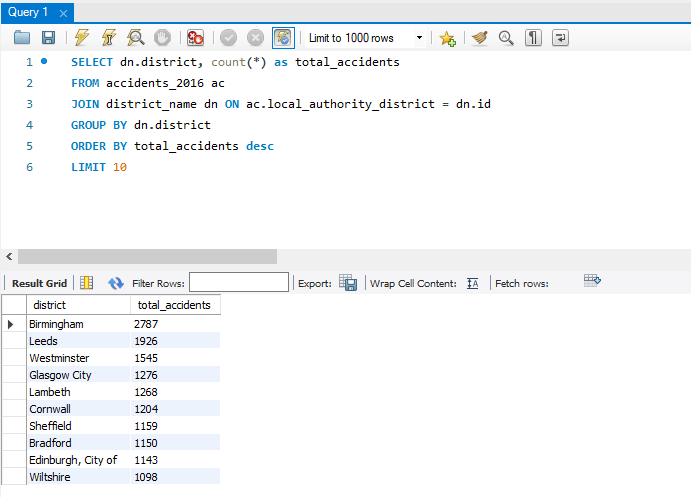 Query 1
Limit to 1000 rows
1 SELECT dn.district, count(*) as total_accidents
2 FROM accidents_2016 ac
3 JOIN district_name dn ON ac.local_authority_district = dn.id
4 GROUP BY dn.district
5 ORDER BY total_accidents desc
6 LIMIT 10
Result Grid Filter Rows: Export: Wrap Cell Content: Fetch rows:
district total_accidents
Birmingham 2787
Leeds 1926
Westminster 1545
Glasgow City 1276
Lambeth 1268
Cornwall 1204
Sheffield 1159
Bradford 1150
Edinburgh, City of 1143
Wiltshire 1098